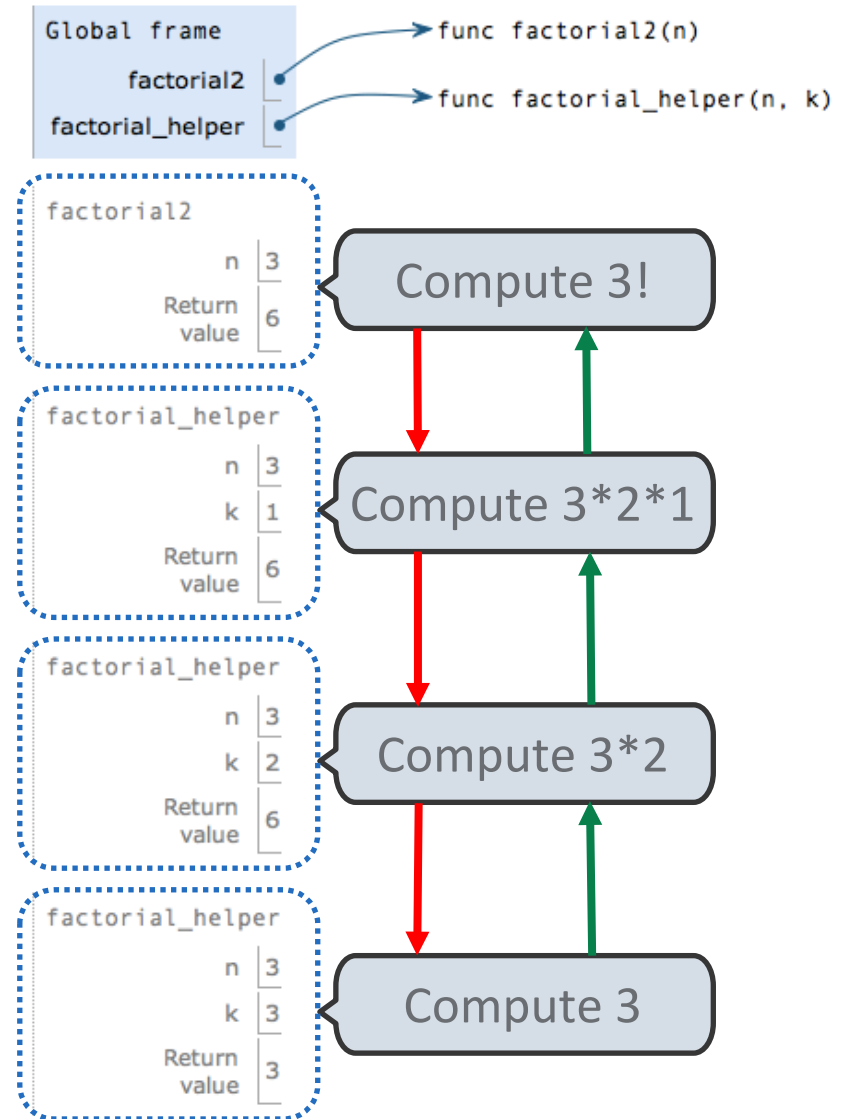 Global frame
factorial2
factorial_helper
func factorial2(n)
func factorial_helper(n, k)
factorial2
n 3
Return
value 6
Compute 3!
factorial_helper
n 3
k 1
Return
value 6
Compute 3*2*1
factorial_helper
n 3
k 2
Return
value 6
Compute 3*2
factorial_helper
n 3
k 3
Return
value 3
Compute 3